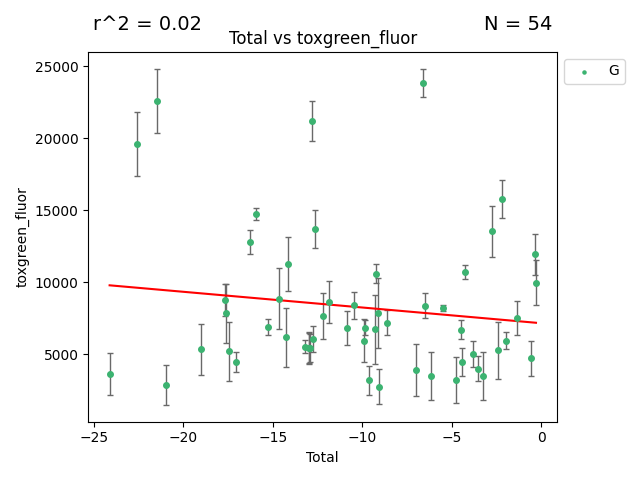 r^2 = 0.02
N = 54
Total vs toxgreen_fluor
G
25000
20000
15000
10000
5000
toxgreen_fluor
−25
−20
−15
−10
−5
0
Total